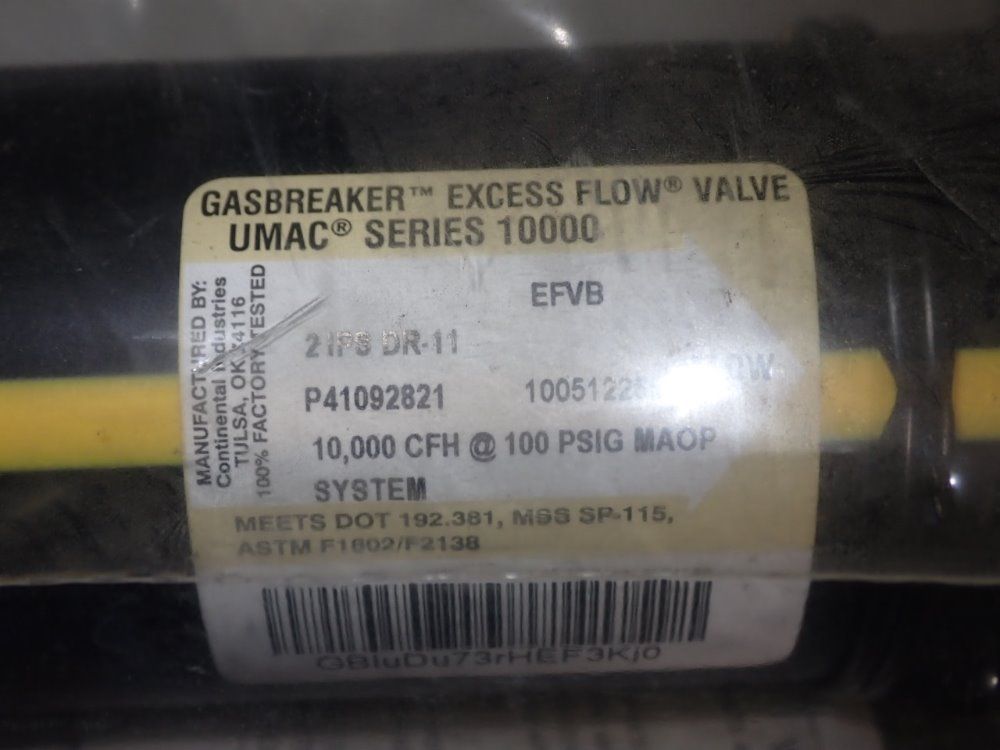 GASBREAKER™ EXCESS FLOW® VALVE
UMAC® SERIES 10000
MANUFACTURED BY:
Continental Industries
TULSA, OK 74116
100% FACTORY TESTED
EFVB
2 IPS DR-11
P41092821
10,000 CFH @ 100 PSIG MAOP
SYSTEM
MEETS DOT 192.381, MSS SP-115,
ASTM F1802/F2138
GBIuDu73rHEF3Kj0